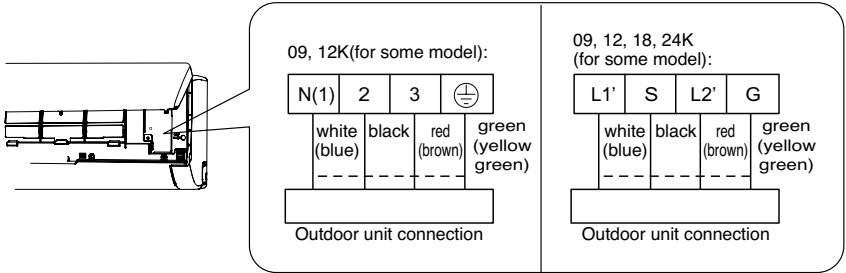 09, 12K(for some model):
N(1) 2 3
white black red green
(blue) (brown) (yellow
green)
Outdoor unit connection
09, 12, 18, 24K
(for some model):
L1’ S L2’ G
white black red green
(blue) (brown) (yellow
green)
Outdoor unit connection